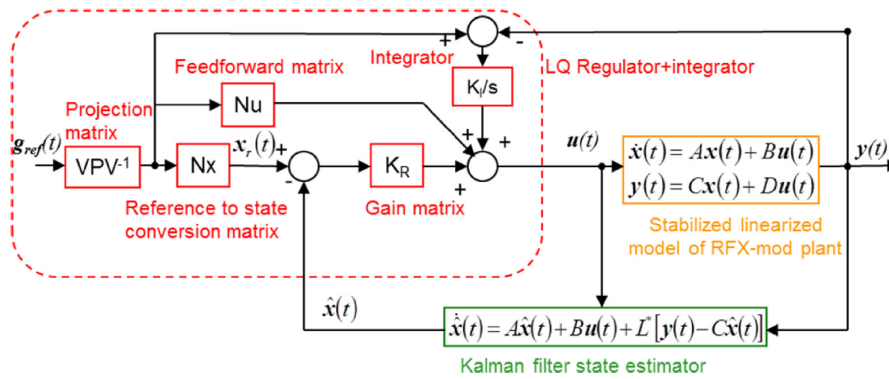 Integrator
LQ Regulator+integrator
K_I/s
Feedforward matrix
Nu
Projection
matrix
g_ref(t)
VPV⁻¹
Nx
x_r(t)
+
-
+
-
K_R
+
+
+
u(t)
ẋ(t) = Ax(t) + Bu(t)
y(t) = Cx(t) + Du(t)
y(t)
Reference to state
conversion matrix
Gain matrix
Stabilized linearized
model of RFX-mod plant
x̂(t)
x̂̇(t) = Ax̂(t) + Bu(t) + L*[y(t) − Cx̂(t)]
Kalman filter state estimator